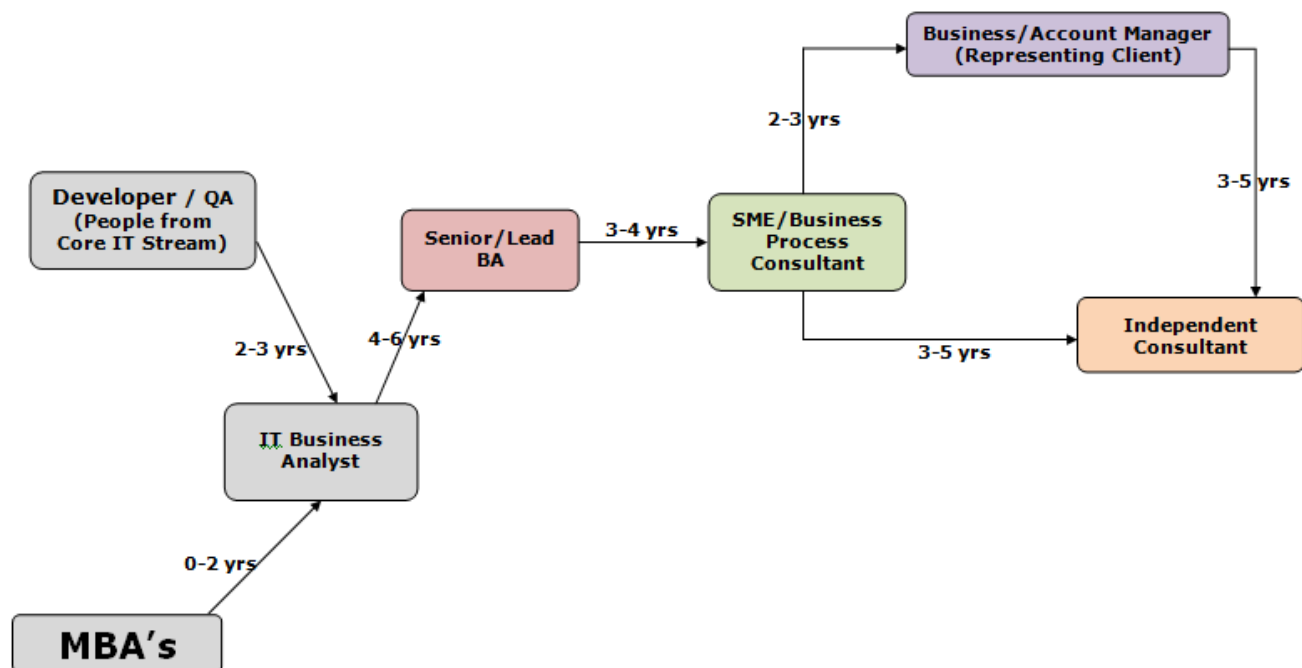 Business/Account Manager
(Representing Client)
2-3 yrs
3-5 yrs
Developer / QA
(People from
Core IT Stream)
Senior/Lead
BA
3-4 yrs
SME/Business
Process
Consultant
2-3 yrs
4-6 yrs
3-5 yrs
Independent
Consultant
IT Business
Analyst
0-2 yrs
MBA's